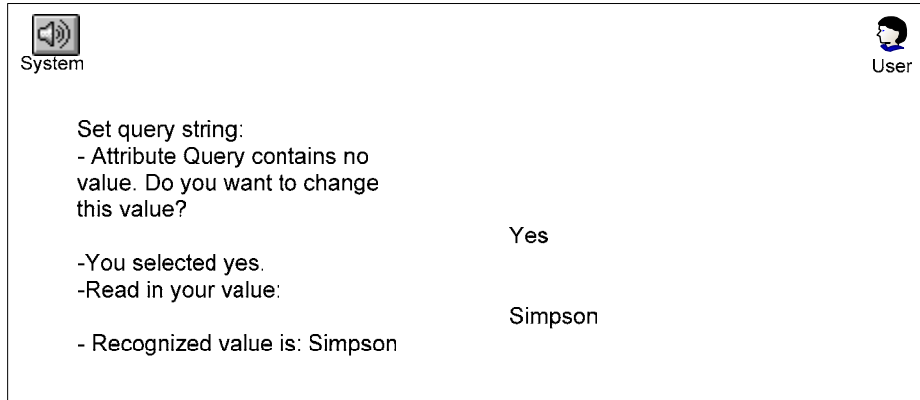 System
User
Set query string:
- Attribute Query contains no
value. Do you want to change
this value?
Yes
-You selected yes.
-Read in your value:
Simpson
- Recognized value is: Simpson